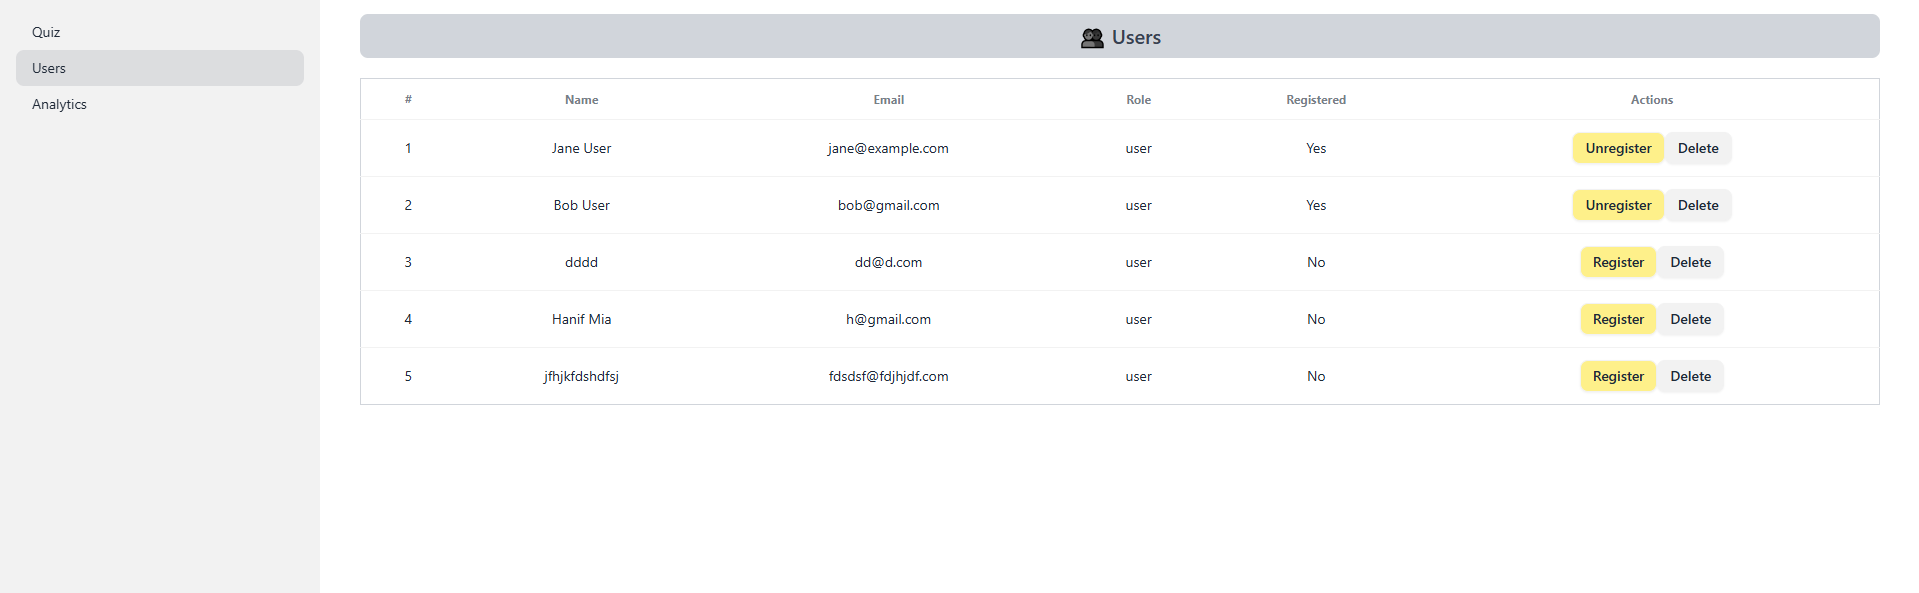 Quiz
Users
Analytics
Users
# Name Email Role Registered Actions
1 Jane User jane@example.com user Yes Unregister Delete
2 Bob User bob@gmail.com user Yes Unregister Delete
3 dddd dd@d.com user No Register Delete
4 Hanif Mia h@gmail.com user No Register Delete
5 jfhjkfdshdfsj fdsdsf@fdjhjdf.com user No Register Delete